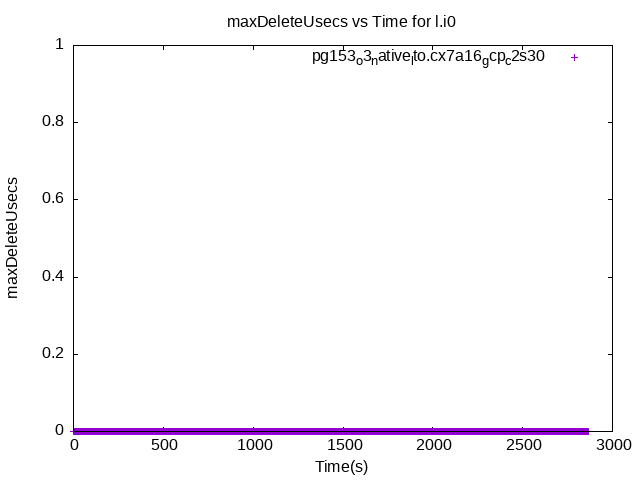 maxDeleteUsecs vs Time for l.i0
pg153o3native_lto.cx7a16gcpc2s30
maxDeleteUsecs
1
0.8
0.6
0.4
0.2
0
0 500 1000 1500 2000 2500 3000
Time(s)